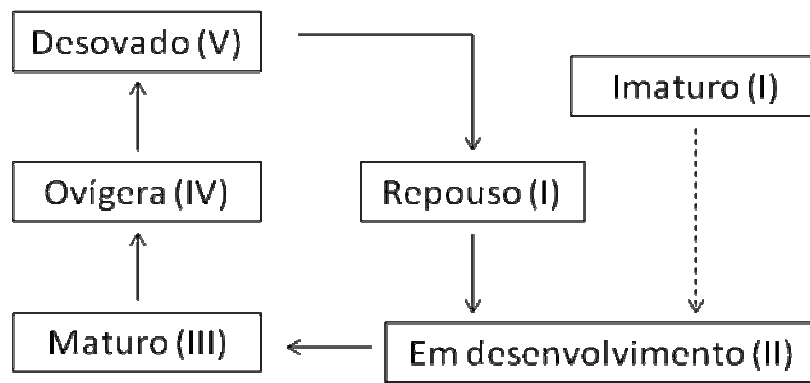 Desovado (V)
Imaturo (I)
Ovígera (IV)
Repouso (I)
Maturo (III)
Em desenvolvimento (II)